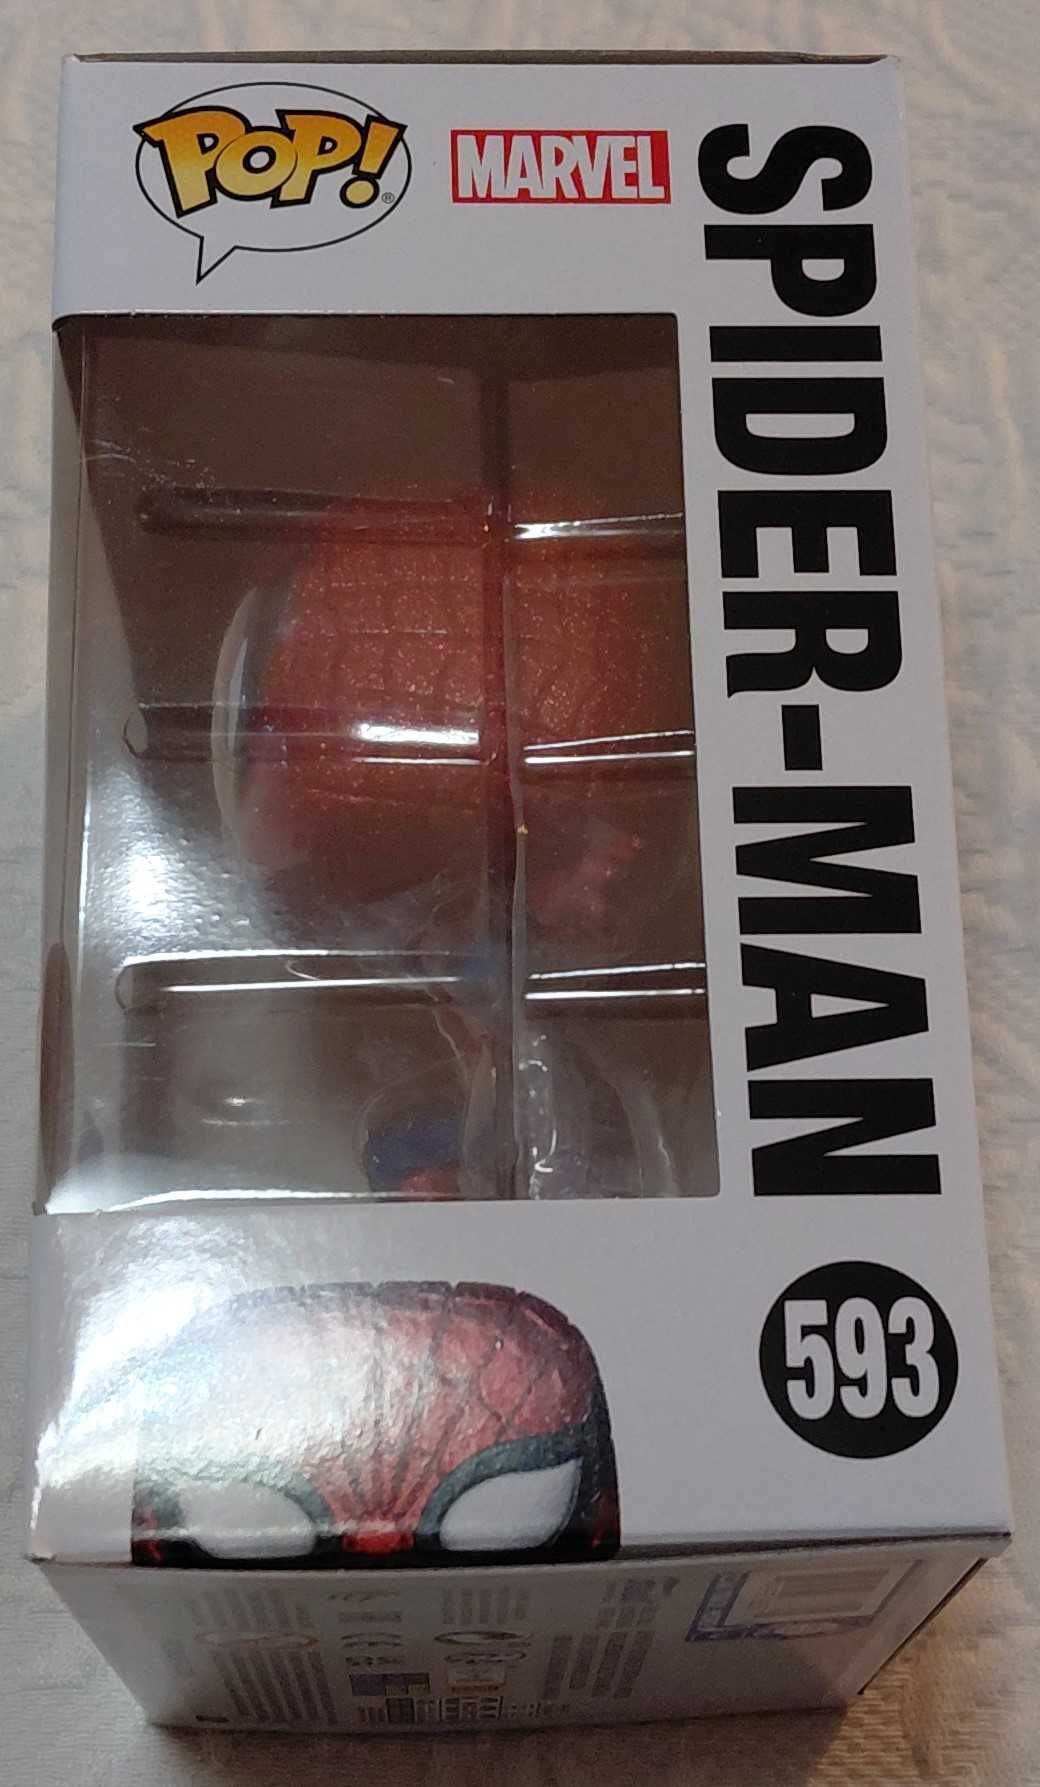 POP!
®
MARVEL
SPIDER-MAN
593